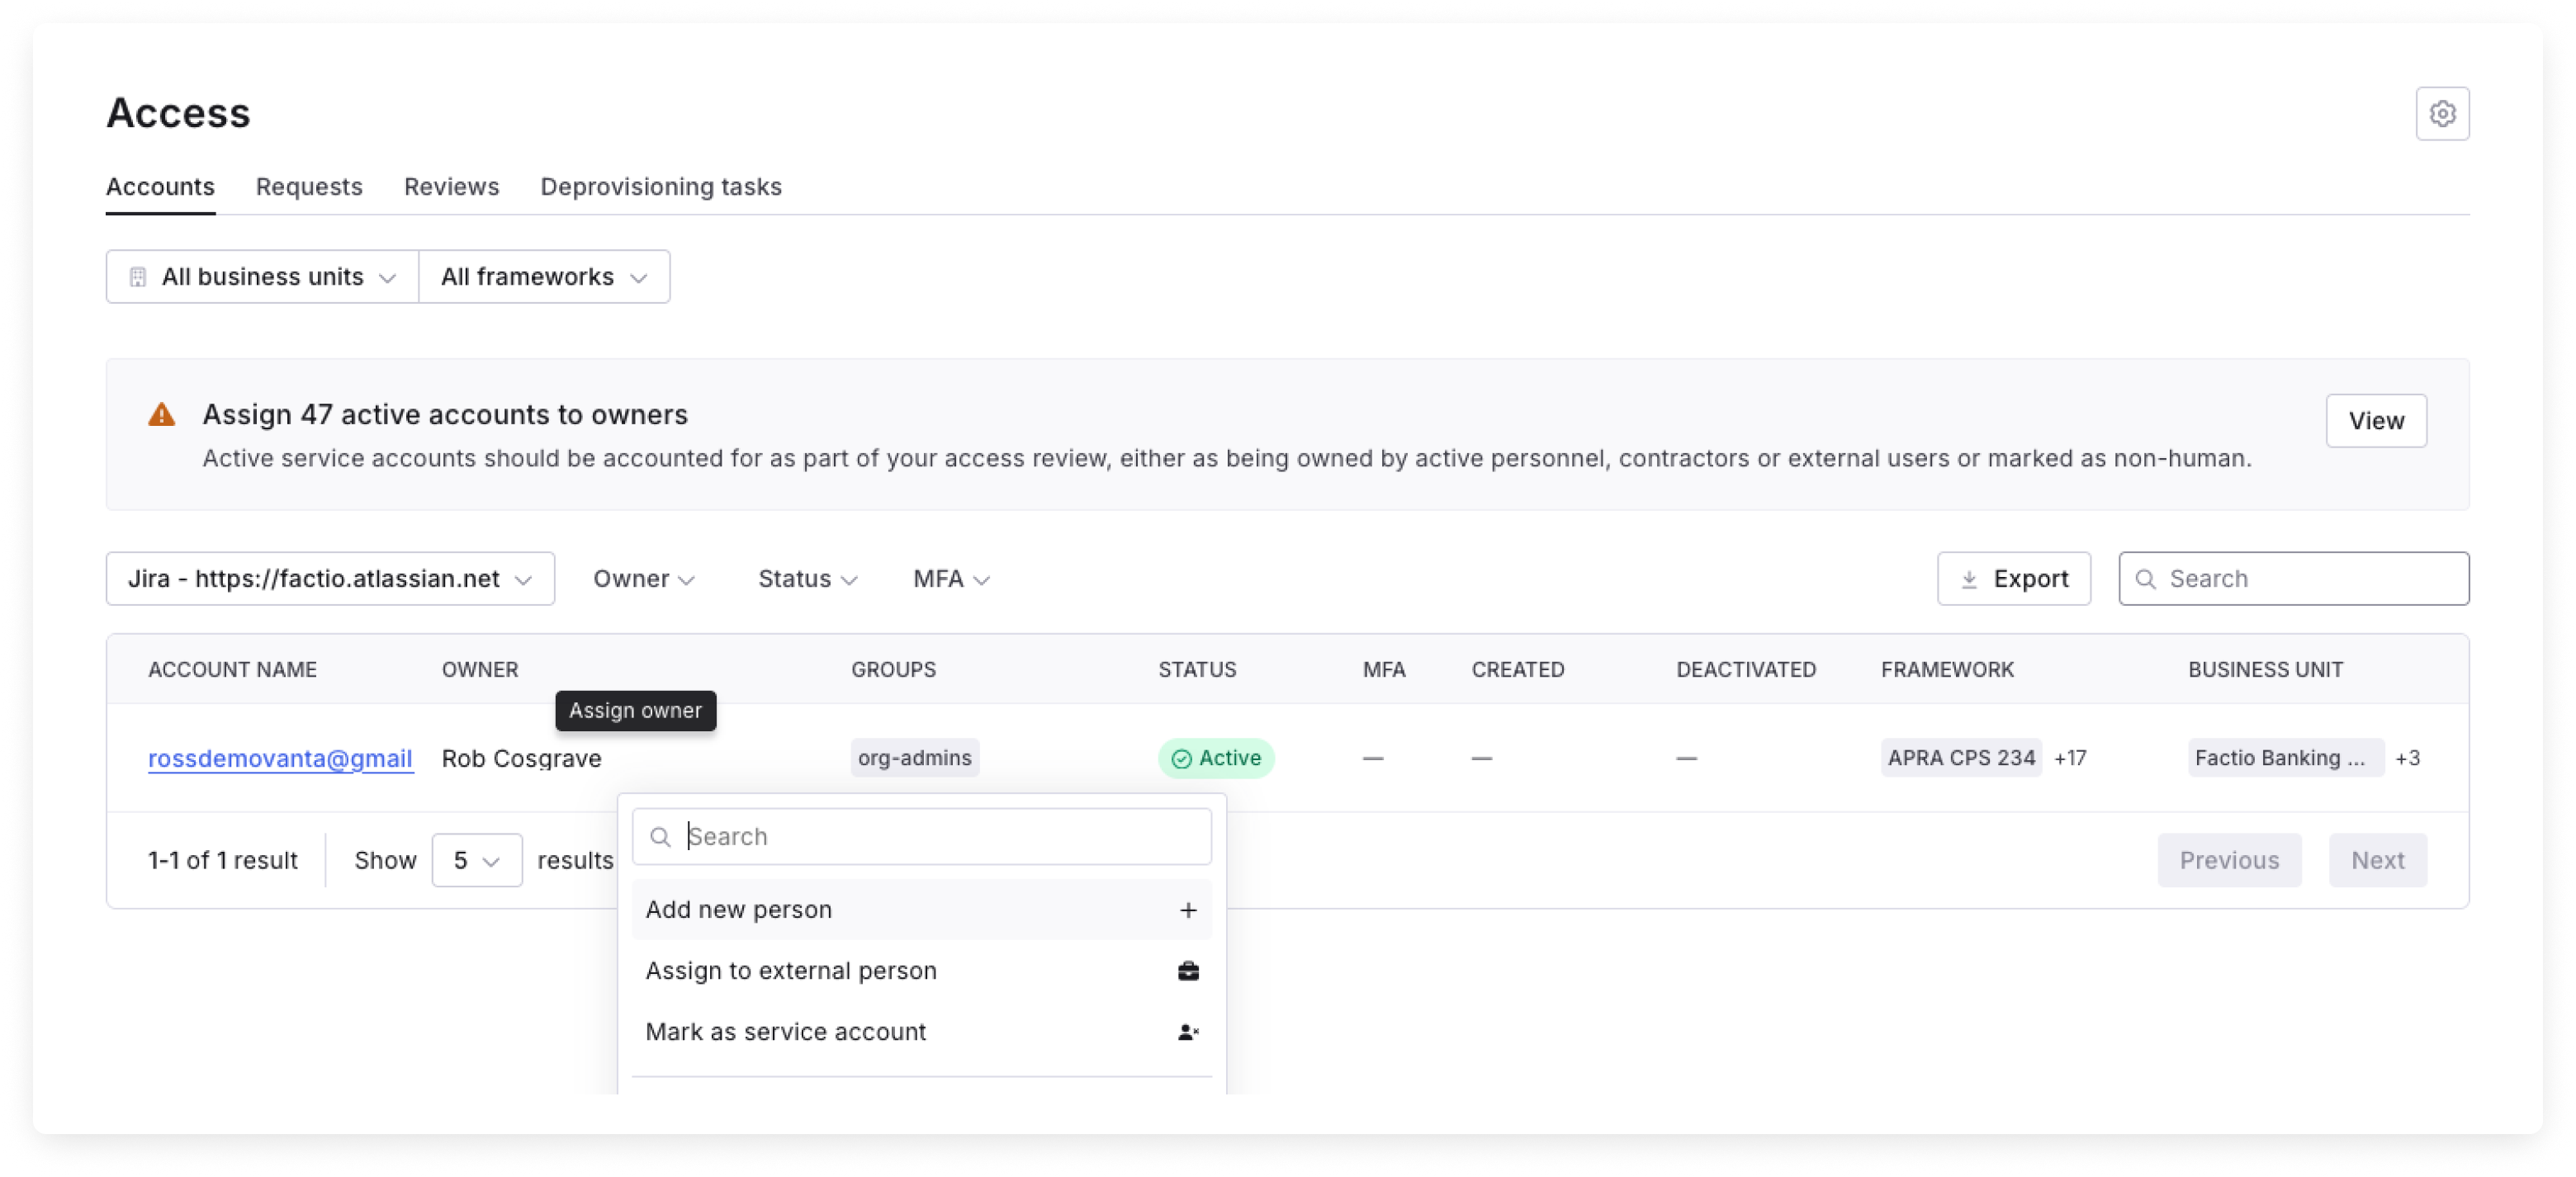 Access
Accounts Requests Reviews Deprovisioning tasks
All business units All frameworks
Assign 47 active accounts to owners
View
Active service accounts should be accounted for as part of your access review, either as being owned by active personnel, contractors or external users or marked as non-human.
Jira - https://factio.atlassian.net Owner Status MFA Export Search
ACCOUNT NAME OWNER GROUPS STATUS MFA CREATED DEACTIVATED FRAMEWORK BUSINESS UNIT
Assign owner
rossdemovanta@gmail Rob Cosgrave org-admins Active — — — APRA CPS 234 +17 Factio Banking ... +3
Search
1-1 of 1 result Show 5 results Previous Next
Add new person
Assign to external person
Mark as service account